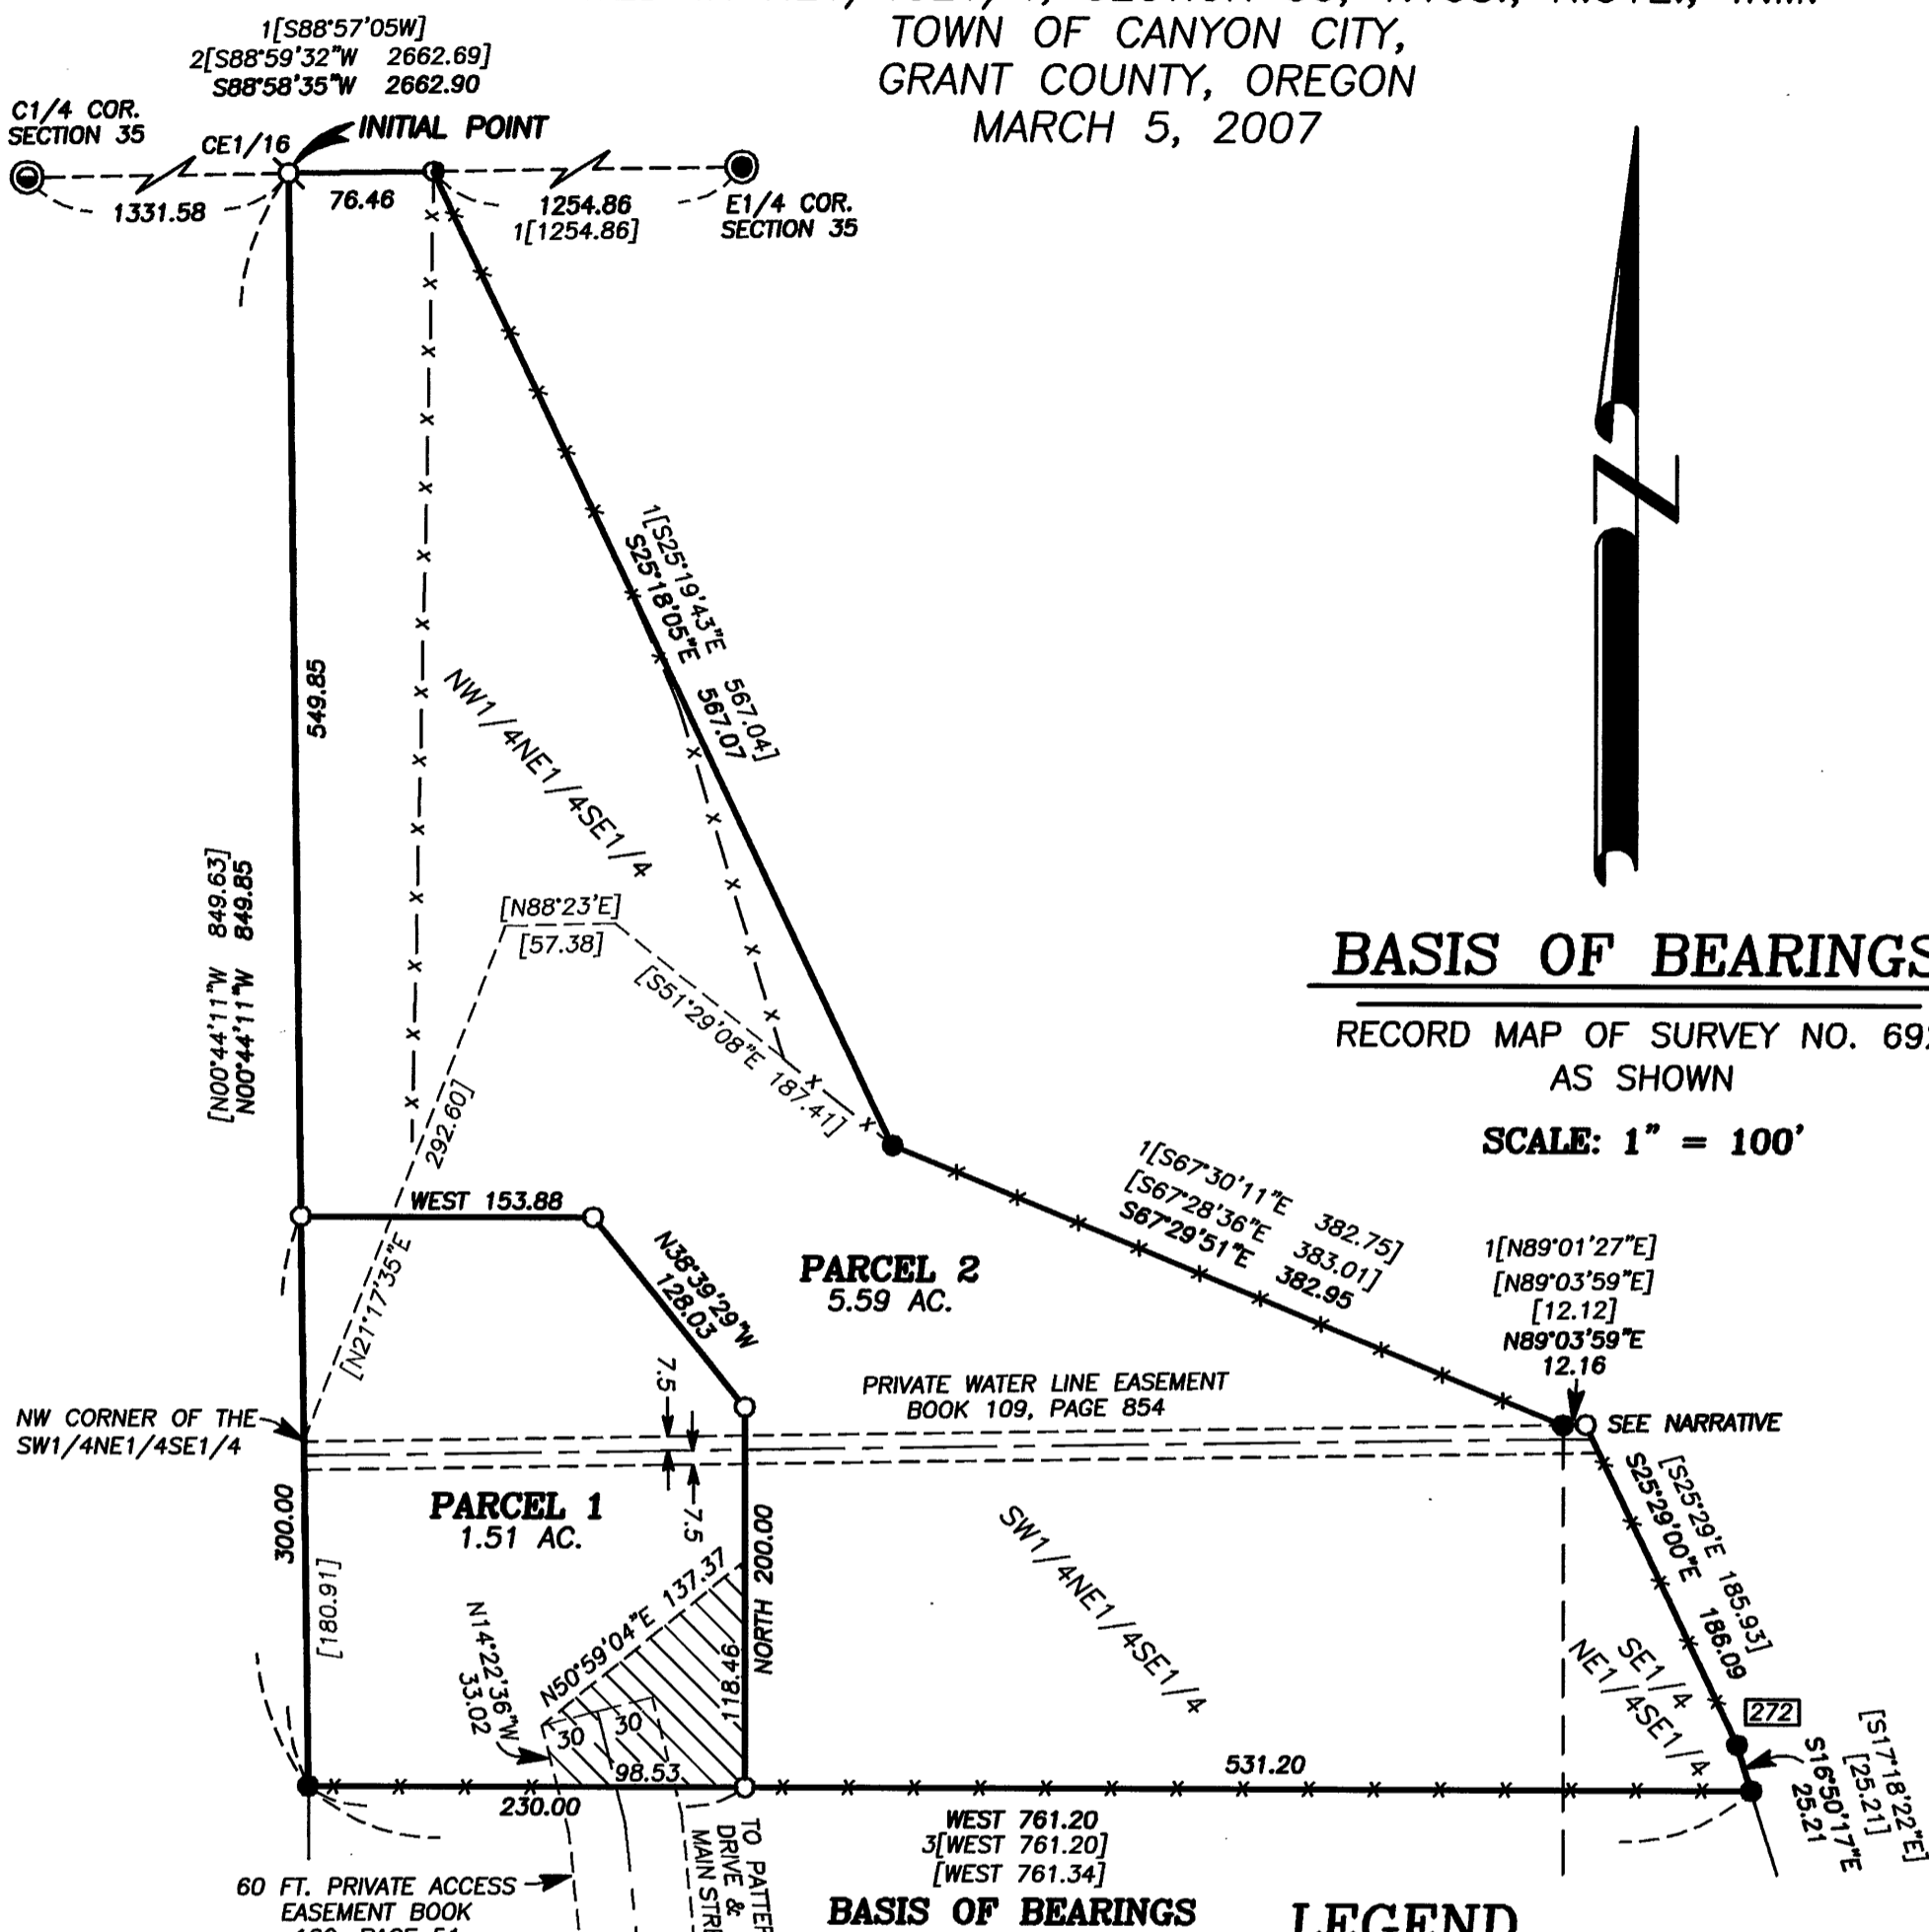 TOWN OF CANYON CITY,
GRANT COUNTY, OREGON
MARCH 5, 2007
1[S88°57'05W]
2[S88°59'32"W 2662.69]
S88°58'35"W 2662.90
C1/4 COR.
SECTION 35
CE1/16
INITIAL POINT
1331.58
76.46
1254.86
1[1254.86]
E1/4 COR.
SECTION 35
549.85
[N00°44'11"W 849.63]
N00°44'11"W 849.85
1[S25°19'43"E 567.04]
S25°18'05"E 567.07
NW1/4NE1/4SE1/4
[N88°23'E]
[57.38]
[S51°29'08"E 187.41]
[N21°17'35"E 292.60]
BASIS OF BEARINGS
RECORD MAP OF SURVEY NO. 69
AS SHOWN
SCALE: 1" = 100'
WEST 153.88
N38°39'29"W
128.03
PARCEL 2
5.59 AC.
1[S67°30'11"E 382.75]
[S67°28'36"E 383.01]
S67°29'51"E 382.95
1[N89°01'27"E]
[N89°03'59"E]
[12.12]
N89°03'59"E
12.16
SEE NARRATIVE
NW CORNER OF THE
SW1/4NE1/4SE1/4
7.5
7.5
PRIVATE WATER LINE EASEMENT
BOOK 109, PAGE 854
PARCEL 1
1.51 AC.
300.00
[180.91]
N50°59'04"E 137.37
N14°22'36"W
33.02
30
30
118.46
NORTH 200.00
98.53
230.00
SW1/4NE1/4SE1/4
[S25°29'E 185.93]
S25°29'00"E 186.09
SE1/4
NE1/4SE1/4
272
[S17°18'22"E]
[25.21]
S16°50'17"E
25.21
531.20
WEST 761.20
3[WEST 761.20]
[WEST 761.34]
BASIS OF BEARINGS
LEGEND
60 FT. PRIVATE ACCESS
EASEMENT BOOK
PAGE 51
TO PATTER
DRIVE &
MAIN STRE